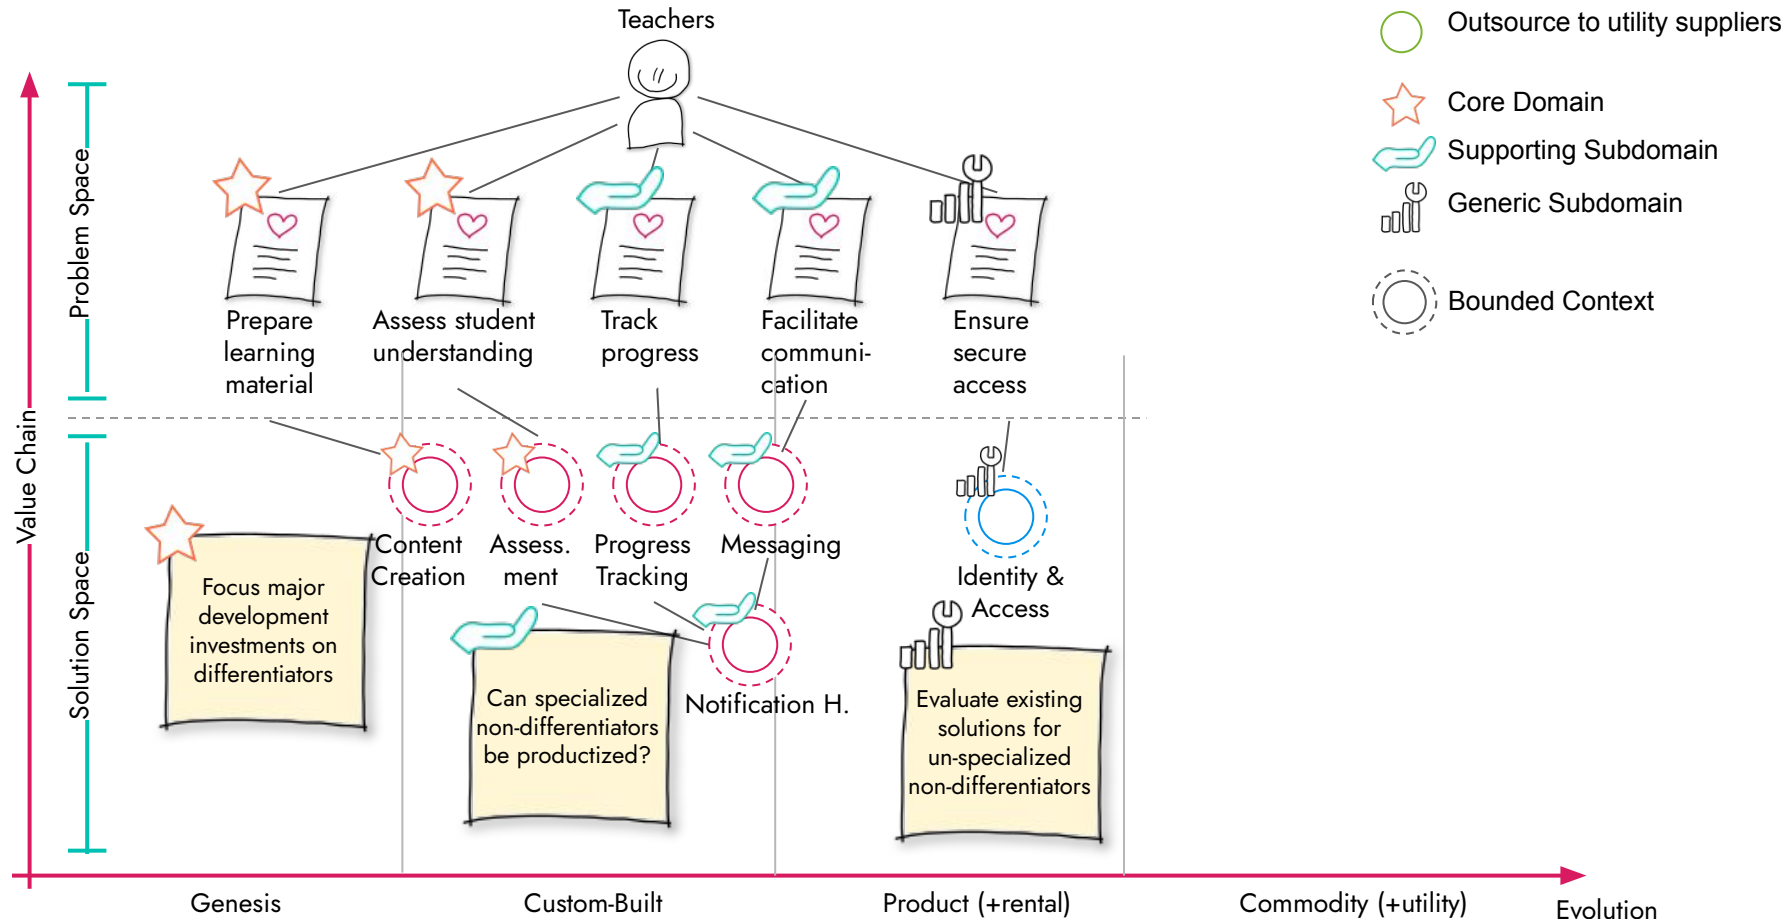 Teachers
Outsource to utility suppliers
Core Domain
Supporting Subdomain
Generic Subdomain
Bounded Context
Value Chain
Problem Space
Solution Space
Prepare
learning
material
Assess student
understanding
Track
progress
Facilitate
communi-
cation
Ensure
secure
access
Content
Creation
Assess.
ment
Progress
Tracking
Messaging
Identity &
Access
Notification H.
Focus major
development
investments on
differentiators
Can specialized
non-differentiators
be productized?
Evaluate existing
solutions for
un-specialized
non-differentiators
Genesis
Custom-Built
Product (+rental)
Commodity (+utility)
Evolution